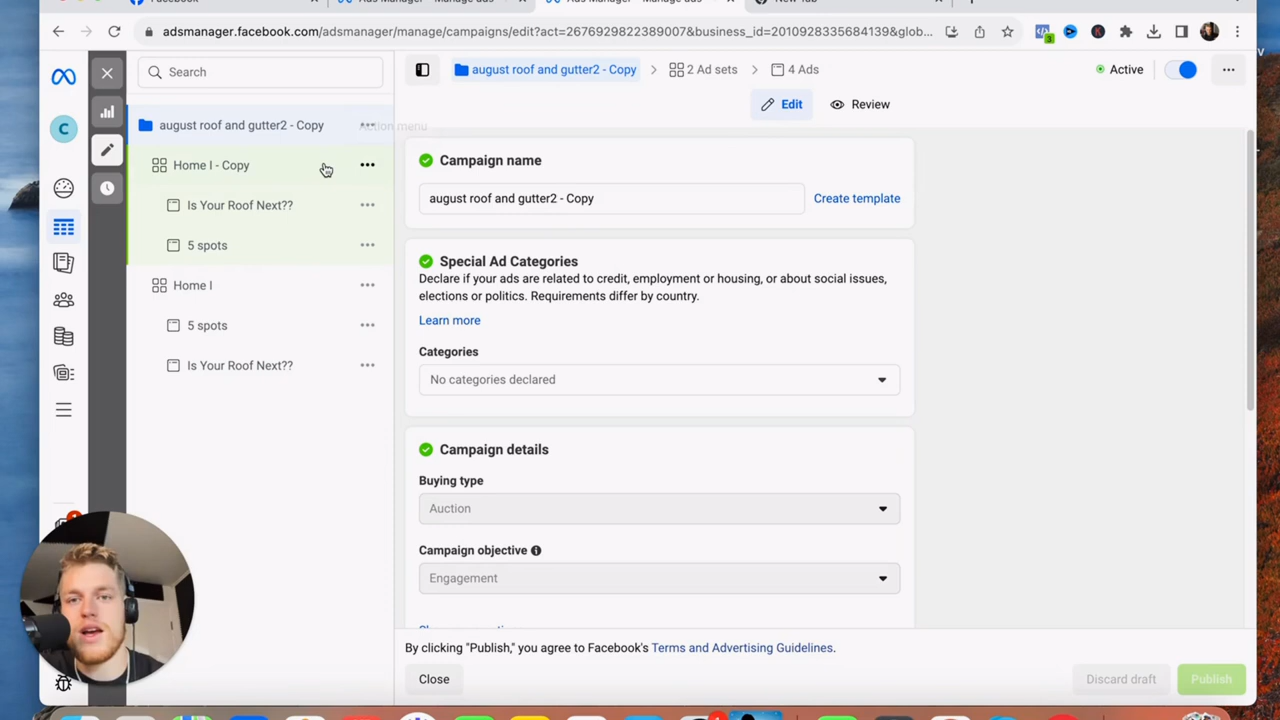 adsmanager.facebook.com/adsmanager/manage/campaigns/edit?act=2676929822389007&business_id=2010928335684139&glob...
3
Search
august roof and gutter2 - Copy
2 Ad sets
4 Ads
Active
Edit
Review
C
august roof and gutter2 - Copy
Action menu
Home I - Copy
Is Your Roof Next??
5 spots
Home I
5 spots
Is Your Roof Next??
Campaign name
august roof and gutter2 - Copy
Create template
Special Ad Categories
Declare if your ads are related to credit, employment or housing, or about social issues,
elections or politics. Requirements differ by country.
Learn more
Categories
No categories declared
Campaign details
Buying type
Auction
Campaign objective
Engagement
By clicking "Publish," you agree to Facebook's Terms and Advertising Guidelines.
Close
Discard draft
Publish